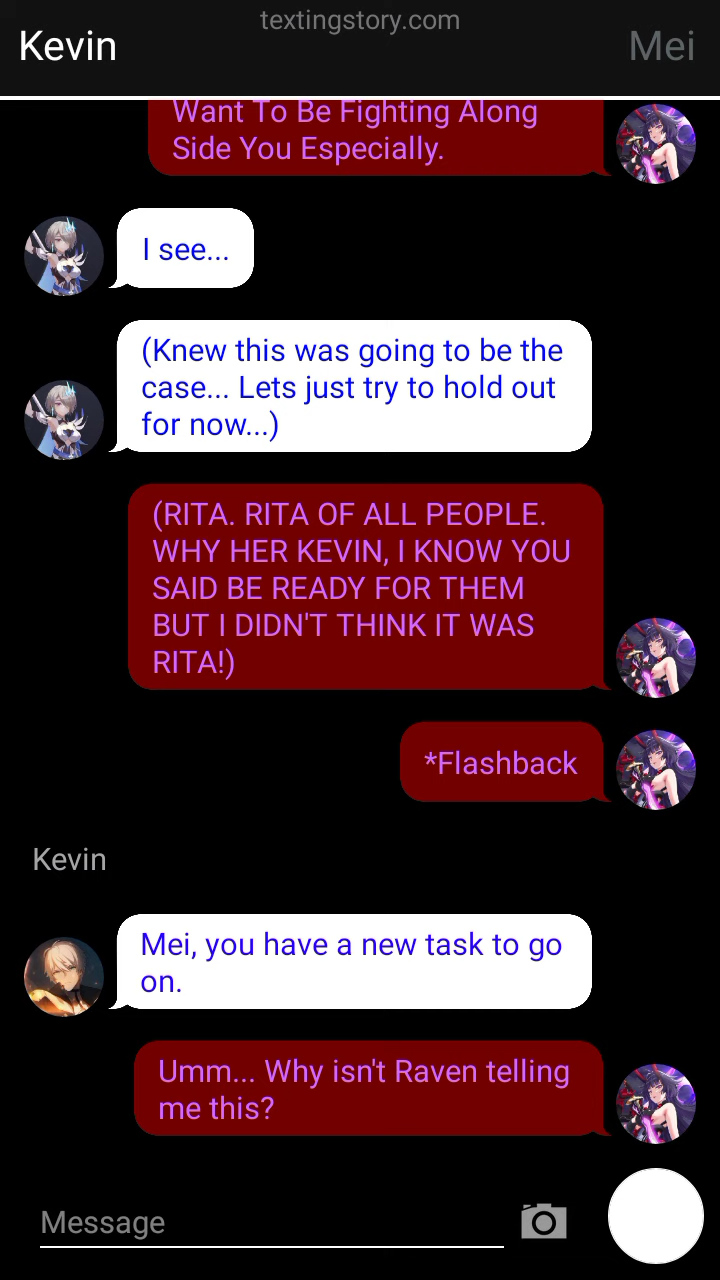 textingstory.com
Kevin
Mei
Want To Be Fighting Along
Side You Especially.
I see...
(Knew this was going to be the
case... Lets just try to hold out
for now...)
(RITA. RITA OF ALL PEOPLE.
WHY HER KEVIN, I KNOW YOU
SAID BE READY FOR THEM
BUT I DIDN'T THINK IT WAS
RITA!)
*Flashback
Kevin
Mei, you have a new task to go
on.
Umm... Why isn't Raven telling
me this?
Message